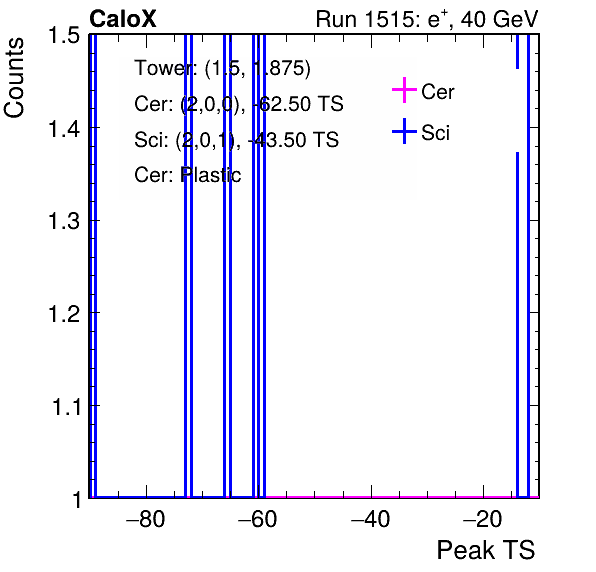 CaloX Run 1515: e+, 40 GeV
Counts
1.5
1.4
1.3
1.2
1.1
1
Tower: (1.5, 1.875)
Cer: (2,0,0), -62.50 TS
Sci: (2,0,1), -43.50 TS
Cer: Plastic
Cer
Sci
−80 −60 −40 −20
Peak TS